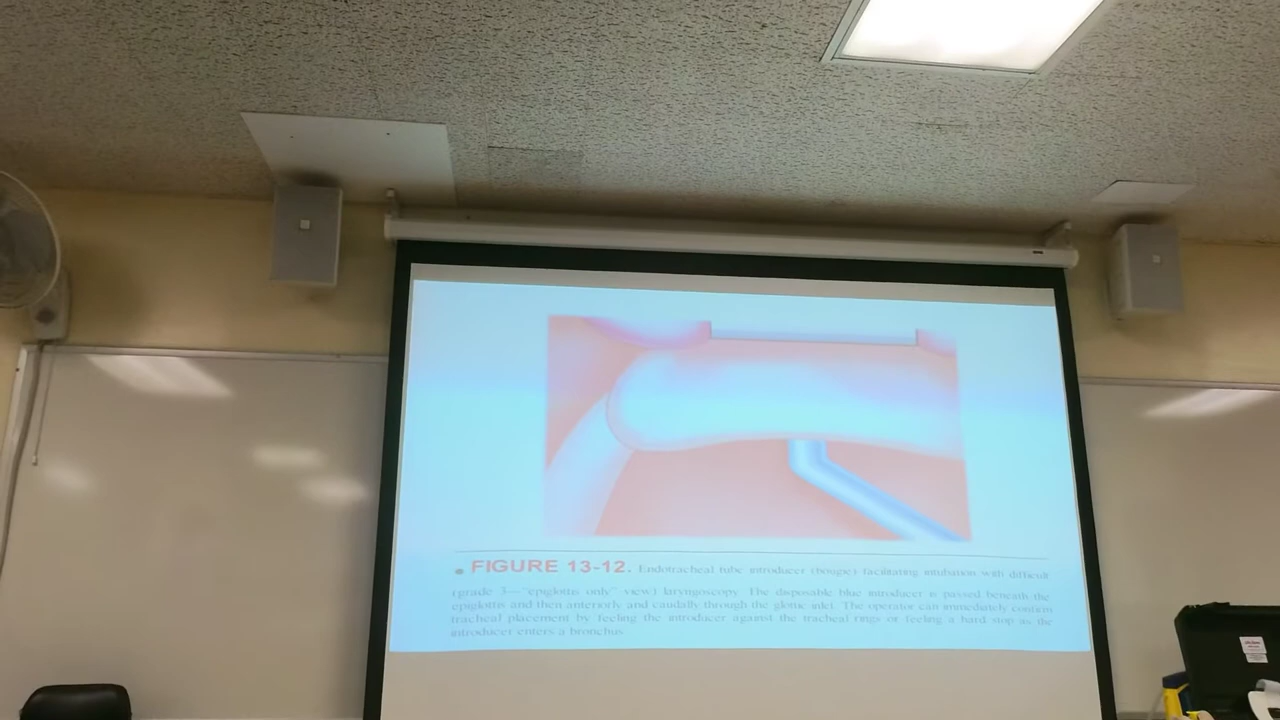 FIGURE 13-12. Endotracheal tube introducer (bougie) facilitating intubation with difficult
(grade 3—"epiglottis only" view) laryngoscopy. The disposable blue introducer is passed beneath the
epiglottis and then anteriorly and caudally through the glottic inlet. The operator can immediately confirm
tracheal placement by feeling the introducer against the tracheal rings or feeling a hard stop as the
introducer enters a bronchus.